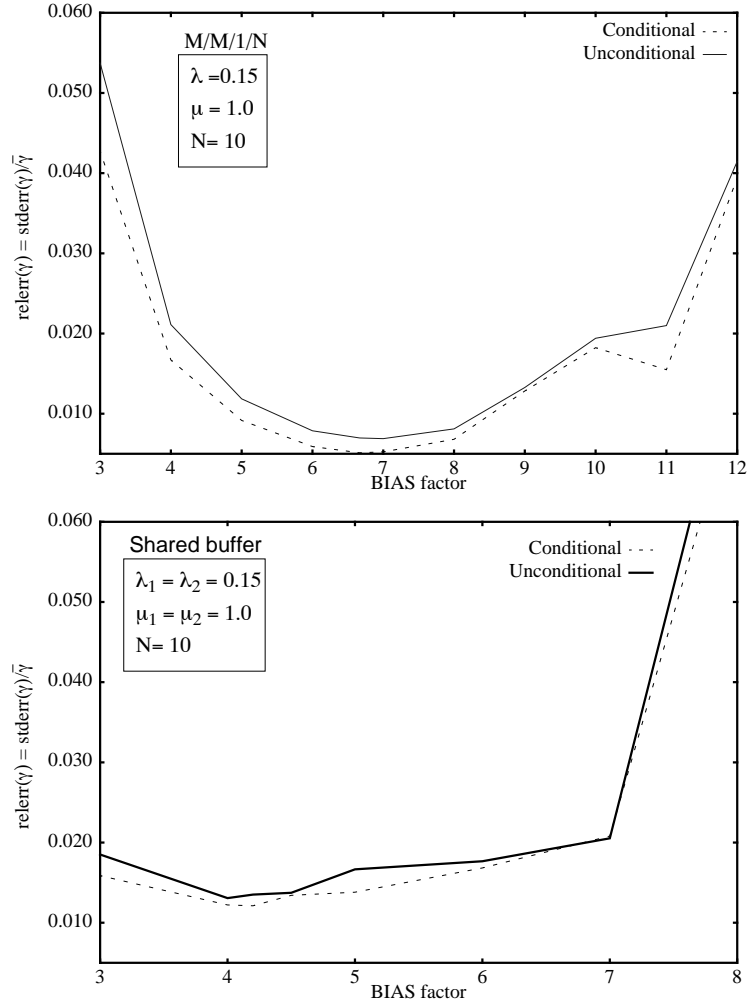 M/M/1/N
λ =0.15
μ = 1.0
N= 10
Conditional
Unconditional
0.060
0.050
0.040
0.030
0.020
0.010
relerr(γ) = stderr(γ)/γ̄
3 4 5 6 7 8 9 10 11 12
BIAS factor
Shared buffer
λ₁ = λ₂ = 0.15
μ₁ = μ₂ = 1.0
N= 10
Conditional
Unconditional
0.060
0.050
0.040
0.030
0.020
0.010
relerr(γ) = stderr(γ)/γ̄
3 4 5 6 7 8
BIAS factor